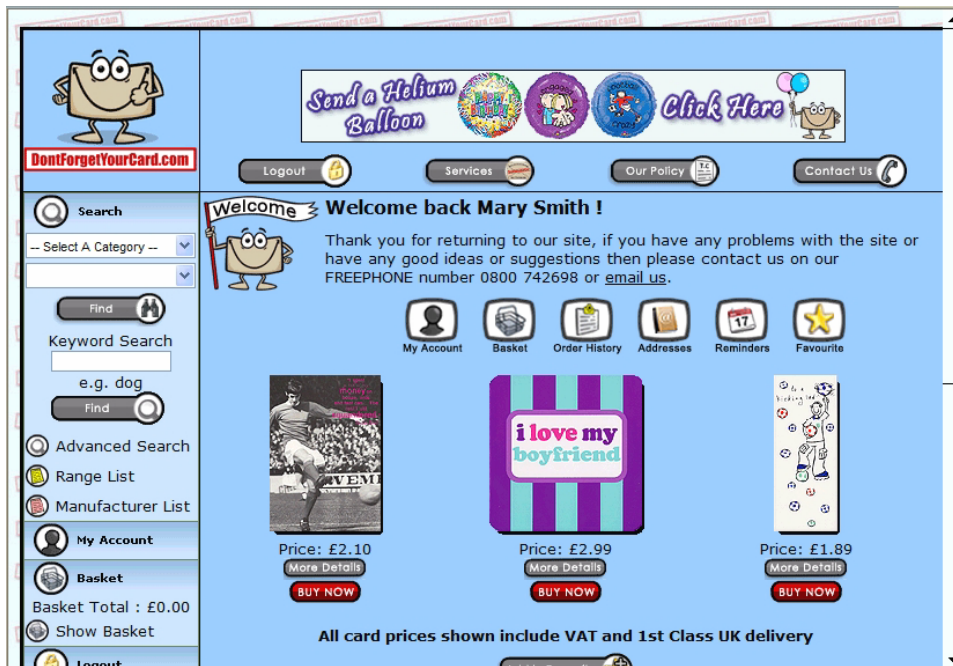 Send a Helium Balloon
Click Here
DontForgetYourCard.com
Logout
Services
Our Policy
T.C
Contact Us
Search
-- Select A Category --
Find
Keyword Search
e.g. dog
Find
Advanced Search
Range List
Manufacturer List
My Account
Basket
Basket Total : £0.00
Show Basket
Logout
Welcome
Welcome back Mary Smith !
Thank you for returning to our site, if you have any problems with the site or
have any good ideas or suggestions then please contact us on our
FREEPHONE number 0800 742698 or email us.
17
My Account
Basket
Order History
Addresses
Reminders
Favourite
money
i love my
boyfriend
Price: £2.10
More Details
BUY NOW
Price: £2.99
More Details
BUY NOW
Price: £1.89
More Details
BUY NOW
All card prices shown include VAT and 1st Class UK delivery